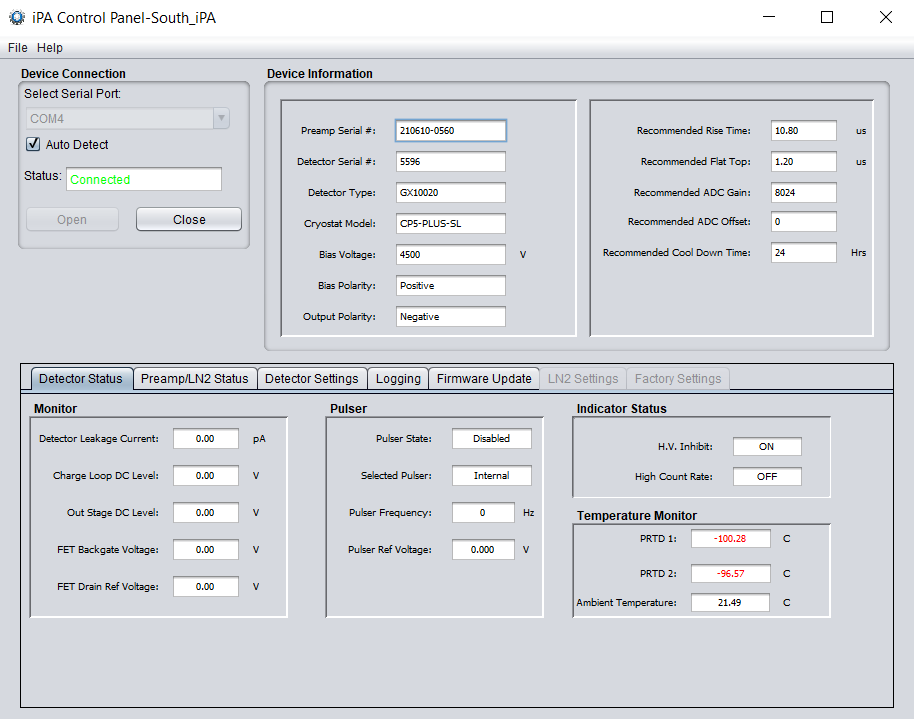 iPA Control Panel-South_iPA
File Help
Device Connection
Select Serial Port:
COM4
Auto Detect
Status: Connected
Open Close
Device Information
Preamp Serial #: 210610-0560
Detector Serial #: 5596
Detector Type: GX10020
Cryostat Model: CP5-PLUS-SL
Bias Voltage: 4500 V
Bias Polarity: Positive
Output Polarity: Negative
Recommended Rise Time: 10.80 us
Recommended Flat Top: 1.20 us
Recommended ADC Gain: 8024
Recommended ADC Offset: 0
Recommended Cool Down Time: 24 Hrs
Detector Status Preamp/LN2 Status Detector Settings Logging Firmware Update LN2 Settings Factory Settings
Monitor
Detector Leakage Current: 0.00 pA
Charge Loop DC Level: 0.00 V
Out Stage DC Level: 0.00 V
FET Backgate Voltage: 0.00 V
FET Drain Ref Voltage: 0.00 V
Pulser
Pulser State: Disabled
Selected Pulser: Internal
Pulser Frequency: 0 Hz
Pulser Ref Voltage: 0.000 V
Indicator Status
H.V. Inhibit: ON
High Count Rate: OFF
Temperature Monitor
PRTD 1: -100.28 C
PRTD 2: -96.57 C
Ambient Temperature: 21.49 C